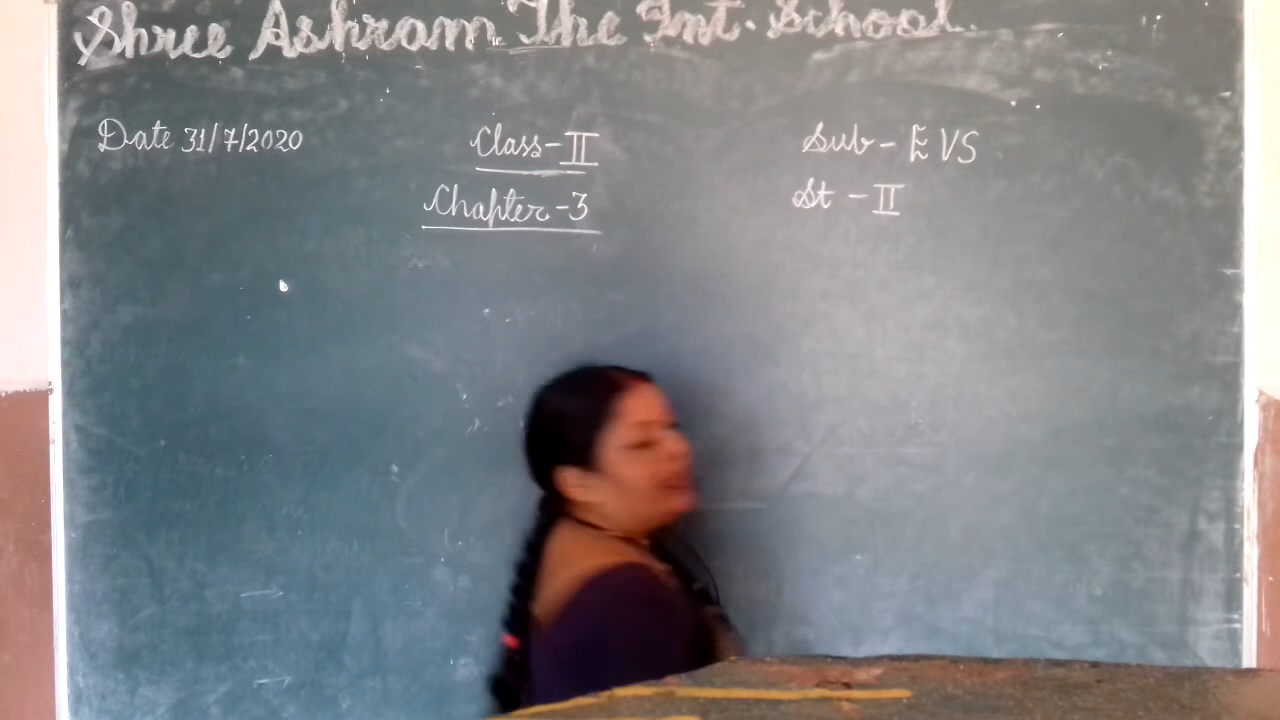 Shree Ashram The Int. School.
Date 31/7/2020 Class-II Sub - EVS
Chapter-3 St - II